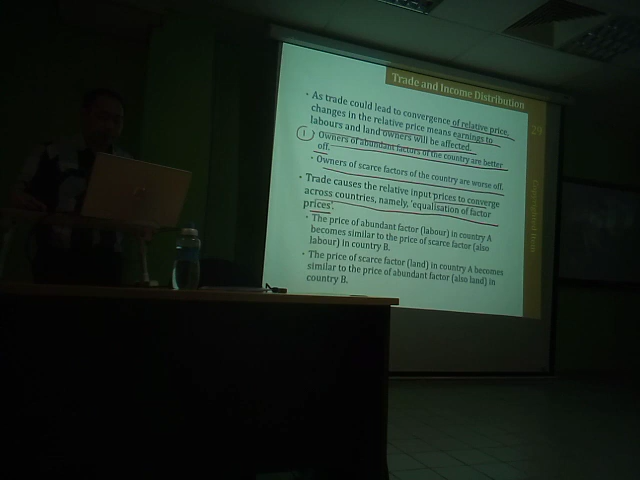 Trade and Income Distribution
29
• As trade could lead to convergence of relative price,
changes in the relative price means earnings to
labours and land owners will be affected.
1 • Owners of abundant factors of the country are better
off.
• Owners of scarce factors of the country are worse off.
• Trade causes the relative input prices to converge
across countries, namely, 'equalisation of factor
prices'.
• The price of abundant factor (labour) in country A
becomes similar to the price of scarce factor (also
labour) in country B.
• The price of scarce factor (land) in country A becomes
similar to the price of abundant factor (also land) in
country B.